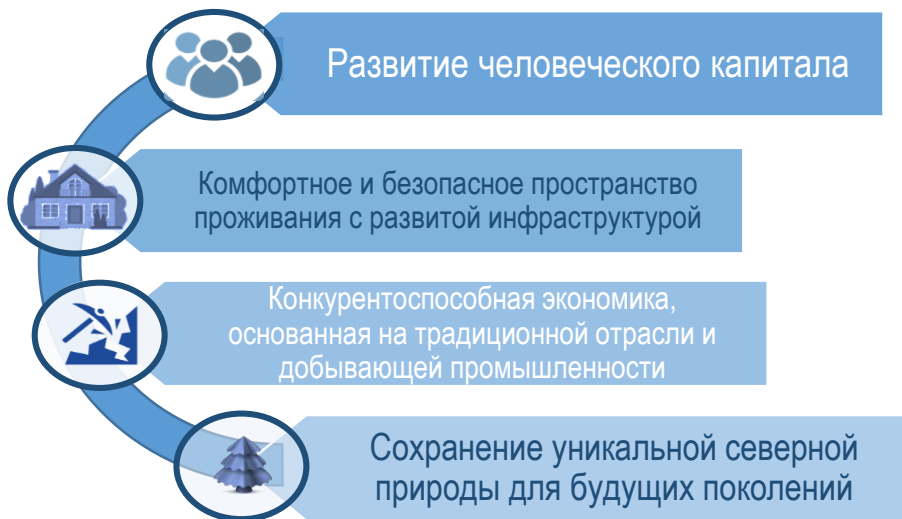 Развитие человеческого капитала
Комфортное и безопасное пространство
проживания с развитой инфраструктурой
Конкурентоспособная экономика,
основанная на традиционной отрасли и
добывающей промышленности
Сохранение уникальной северной
природы для будущих поколений